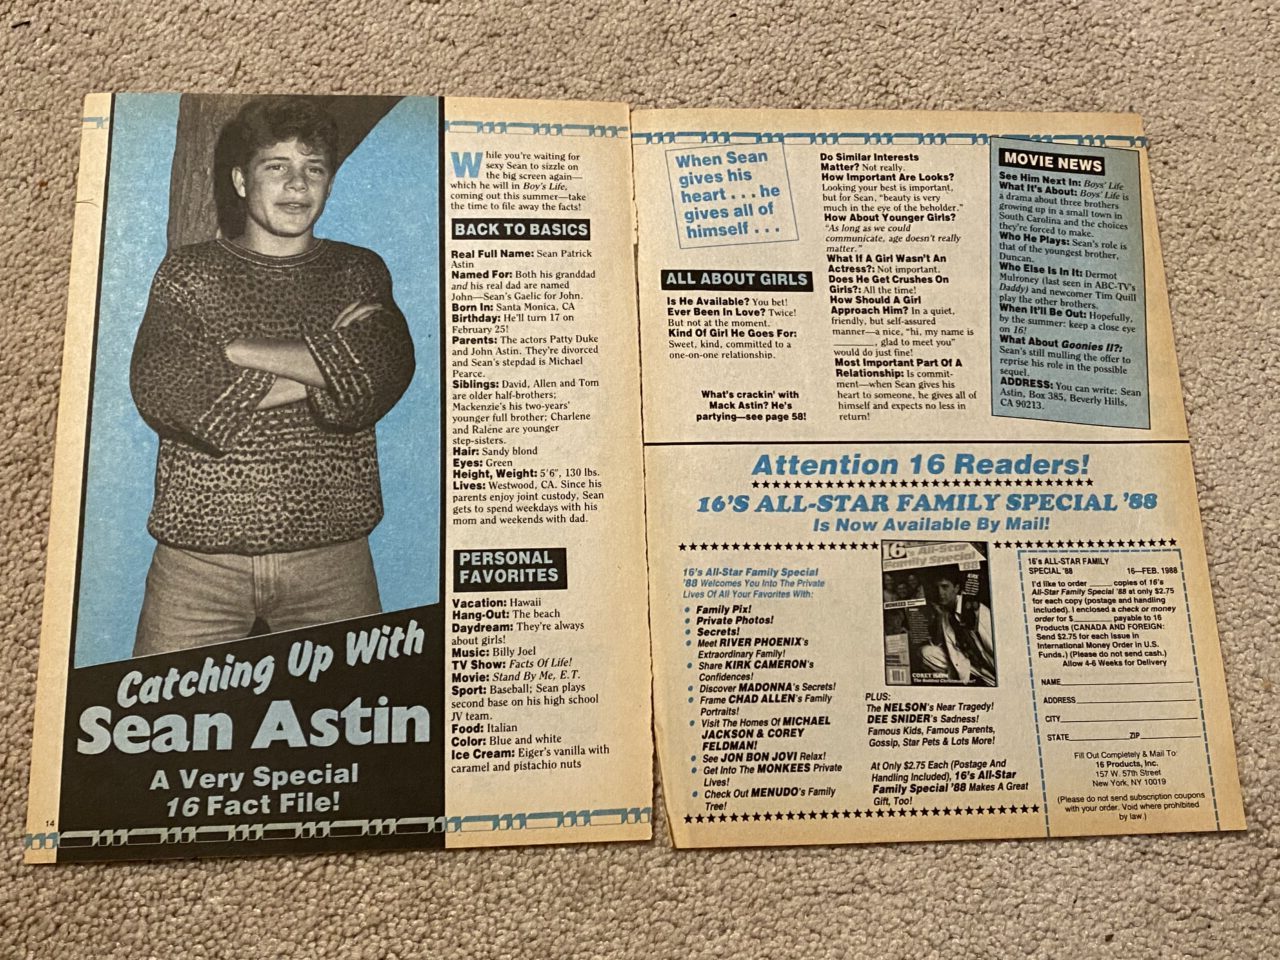 Catching Up With
Sean Astin
A Very Special
16 Fact File!
14
While you're waiting for
sexy Sean to sizzle on
the big screen again—
which he will in Boys's Life,
coming out this summer—take
the time to file away the facts!
BACK TO BASICS
Real Full Name: Sean Patrick
Astin
Named For: Both his granddad
and his real dad are named
John—Sean's Gaelic for John.
Born In: Santa Monica, CA
Birthday: He'll turn 17 on
February 25!
Parents: The actors Patty Duke
and John Astin. They're divorced
and Sean's stepdad is Michael
Pearce.
Siblings: David, Allen and Tom
are older half-brothers;
Mackenzie's his two-years'
younger full brother; Charlene
and Ralene are younger
step-sisters.
Hair: Sandy blond
Eyes: Green
Height, Weight: 5'6", 130 lbs.
Lives: Westwood, CA. Since his
parents enjoy joint custody, Sean
gets to spend weekdays with his
mom and weekends with dad.
PERSONAL
FAVORITES
Vacation: Hawaii
Hang-Out: The beach
Daydream: They're always
about girls!
Music: Billy Joel
TV Show: Facts Of Life!
Movie: Stand By Me, E.T.
Sport: Baseball; Sean plays
second base on his high school
JV team.
Food: Italian
Color: Blue and white
Ice Cream: Eiger's vanilla with
caramel and pistachio nuts
When Sean
gives his
heart . . . he
gives all of
himself . . .
ALL ABOUT GIRLS
Is He Available? You bet!
Ever Been In Love? Twice!
But not at the moment.
Kind Of Girl He Goes For:
Sweet, kind, committed to a
one-on-one relationship.
What's crackin' with
Mack Astin? He's
partying—see page 58!
Do Similar Interests
Matter? Not really.
How Important Are Looks?
Looking your best is important,
but for Sean, "beauty is very
much in the eye of the beholder."
How About Younger Girls?
"As long as we could
communicate, age doesn't really
matter."
What If A Girl Wasn't An
Actress?: Not important.
Does He Get Crushes On
Girls?: All the time!
How Should A Girl
Approach Him? In a quiet,
friendly, but self-assured
manner—a nice, "hi, my name is
________, glad to meet you"
would do just fine!
Most Important Part Of A
Relationship: Is commit-
ment—when Sean gives his
heart to someone, he gives all of
himself and expects no less in
return!
MOVIE NEWS
See Him Next In: Boys' Life
What It's About: Boys' Life is
a drama about three brothers
growing up in a small town in
South Carolina and the choices
they're forced to make.
Who He Plays: Sean's role is
that of the youngest brother,
Duncan.
Who Else Is In It: Dermot
Mulroney (last seen in ABC-TV's
Daddy) and newcomer Tim Quill
play the other brothers.
When It'll Be Out: Hopefully,
by the summer: keep a close eye
on 16!
What About Goonies II?:
Sean's still mulling the offer to
reprise his role in the possible
sequel.
ADDRESS: You can write: Sean
Astin, Box 385, Beverly Hills,
CA 90213.
Attention 16 Readers!
16'S ALL-STAR FAMILY SPECIAL '88
Is Now Available By Mail!
16's All-Star Family Special
'88 Welcomes You Into The Private
Lives Of All Your Favorites With:
• Family Pix!
• Private Photos!
• Secrets!
• Meet RIVER PHOENIX's
Extraordinary Family!
• Share KIRK CAMERON's
Confidences!
• Discover MADONNA's Secrets!
• Frame CHAD ALLEN's Family
Portraits!
• Visit The Homes Of MICHAEL
JACKSON & COREY
FELDMAN!
• See JON BON JOVI Relax!
• Get Into The MONKEES Private
Lives!
• Check Out MENUDO's Family
Tree!
16's All-Star
Family Special
'88
PLUS:
The NELSON's Near Tragedy!
DEE SNIDER's Sadness!
Famous Kids, Famous Parents,
Gossip, Star Pets & Lots More!
At Only $2.75 Each (Postage And
Handling Included), 16's All-Star
Family Special '88 Makes A Great
Gift, Too!
16's ALL-STAR FAMILY
SPECIAL '88 16—FEB. 1988
I'd like to order _____ copies of 16's
All-Star Family Special '88 at only $2.75
for each copy (postage and handling
included). I enclosed a check or money
order for $_______ payable to 16
Products (CANADA AND FOREIGN:
Send $2.75 for each issue in
International Money Order in U.S.
Funds.) (Please do not send cash.)
Allow 4-6 Weeks for Delivery
NAME
ADDRESS
CITY
STATE ZIP
Fill Out Completely & Mail To:
16 Products, Inc.
157 W. 57th Street
New York, NY 10019
(Please do not send subscription coupons
with your order. Void where prohibited
by law.)